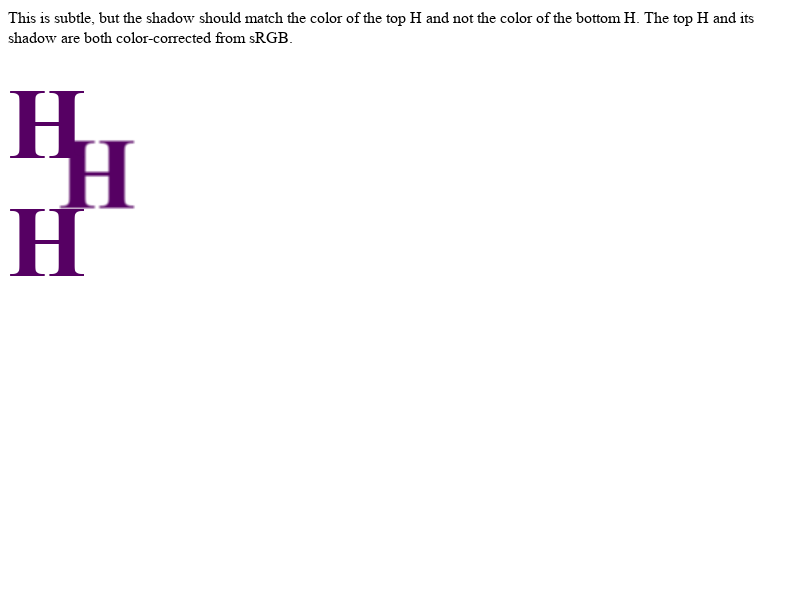 This is subtle, but the shadow should match the color of the top H and not the color of the bottom H. The top H and its
shadow are both color-corrected from sRGB.
H
H
H